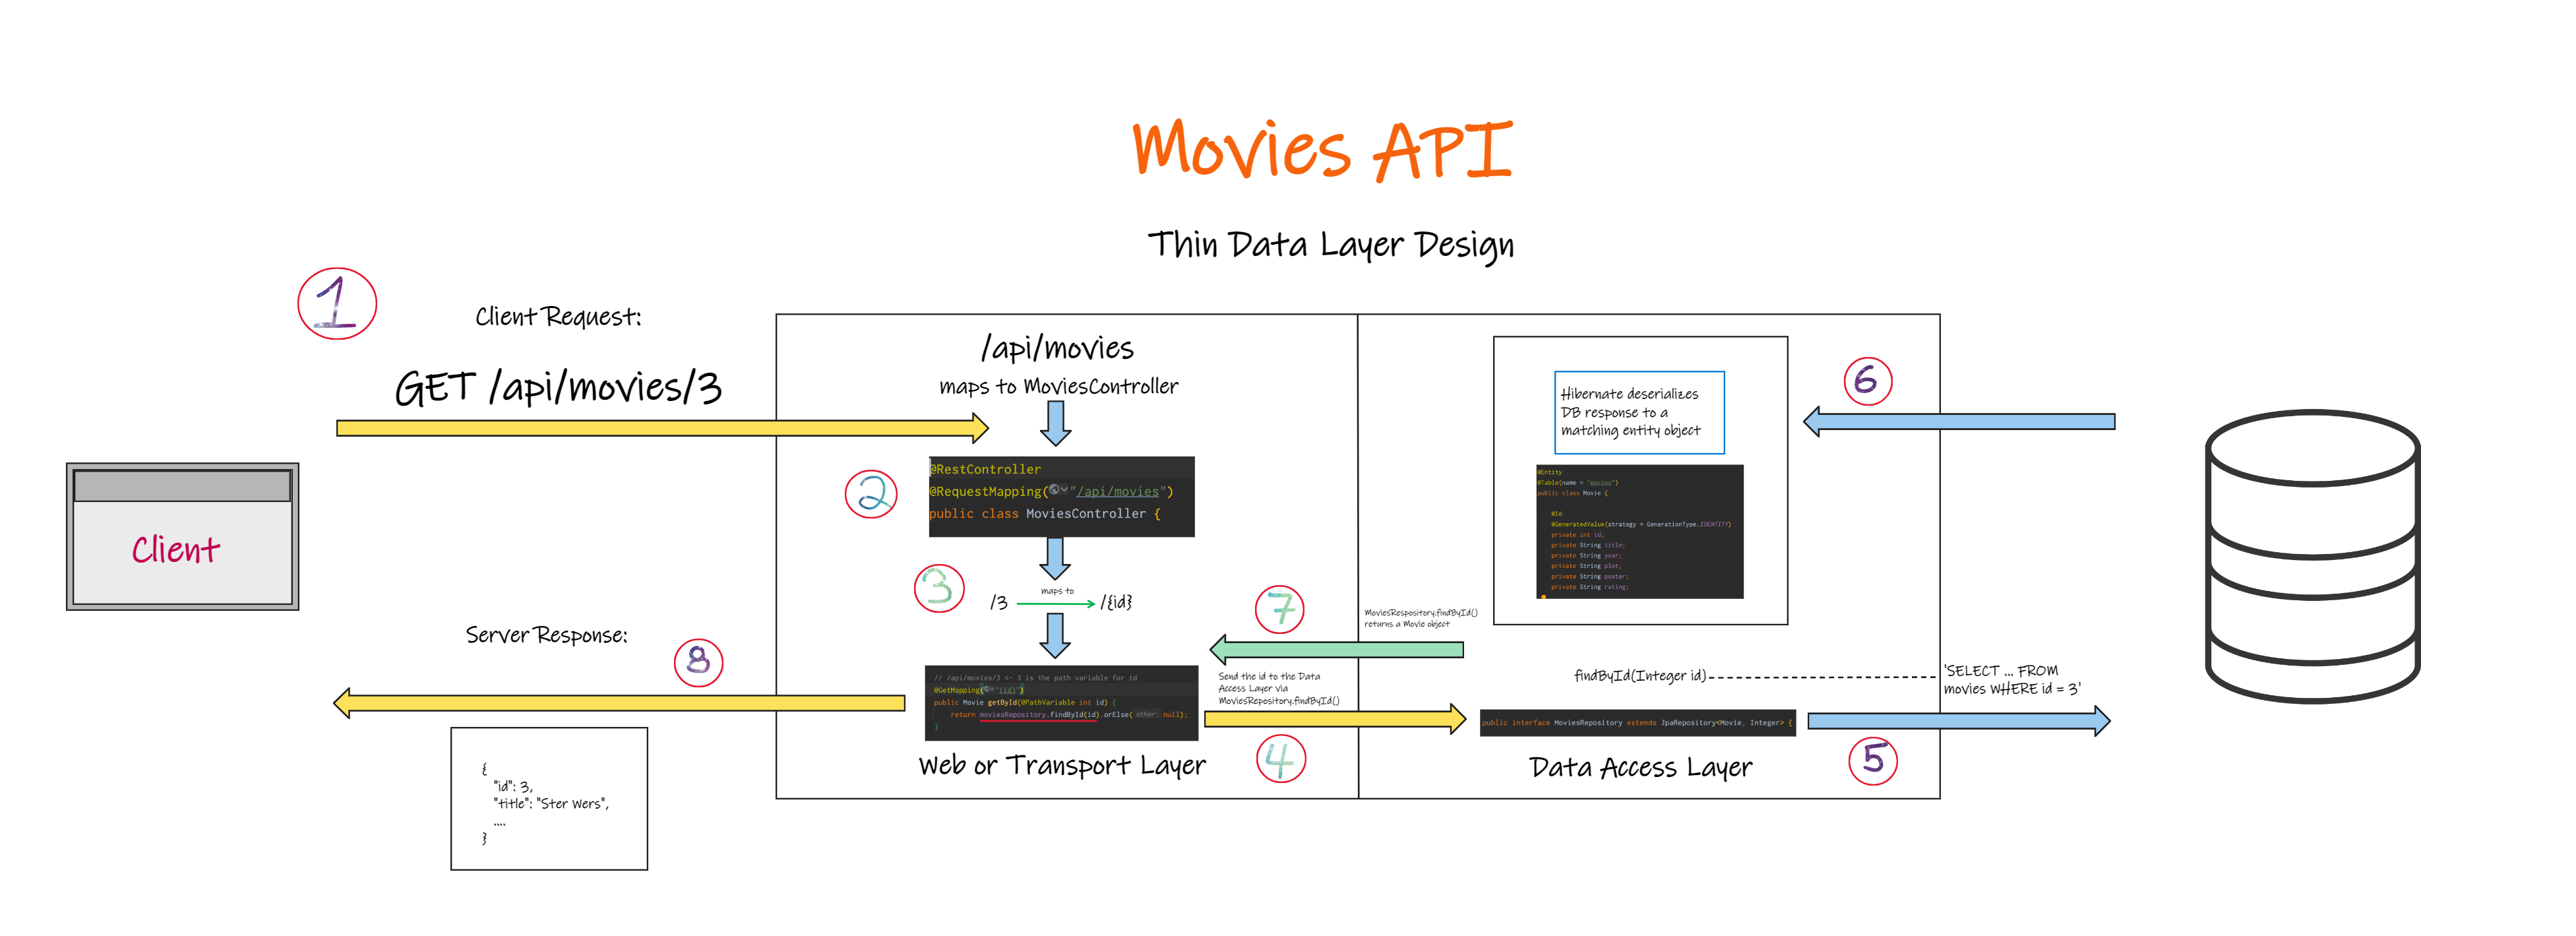 Movies API
Thin Data Layer Design
1
Client Request:
GET /api/movies/3
Client
Server Response:
8
{
"id": 3,
"title": "Ster Wers",
....
}
/api/movies
maps to MoviesController
2
@RestController
@RequestMapping("/api/movies")
public class MoviesController {
3
/3 maps to /{id}
// /api/movies/3 <- 3 is the path variable for id
@GetMapping("{id}")
public Movie getById(@PathVariable int id) {
return moviesRepository.findById(id).orElse( other: null);
}
Web or Transport Layer
7
MoviesRespository.findById()
returns a Movie object
Send the id to the Data
Access Layer via
MoviesRepository.findById()
4
Hibernate deserializes
DB response to a
matching entity object
@Entity
@Table(name = "movies")
public class Movie {
@Id
@GeneratedValue(strategy = GenerationType.IDENTITY)
private int id;
private String title;
private String year;
private String plot;
private String poster;
private String rating;
6
findById(Integer id)
'SELECT ... FROM
movies WHERE id = 3'
public interface MoviesRepository extends JpaRepository<Movie, Integer> {
Data Access Layer
5